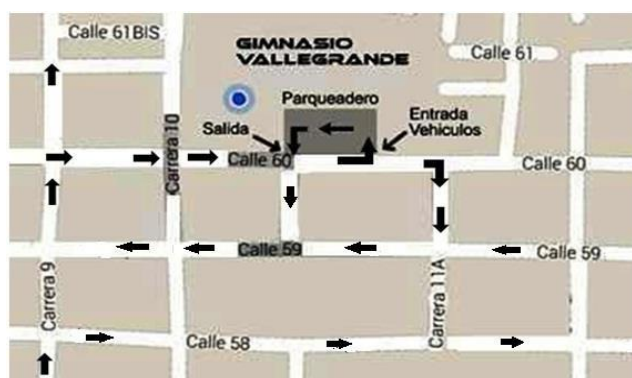 Calle 61BIS
GIMNASIO
VALLEGRANDE
Calle 61
Parqueadero
Salida
Entrada
Vehiculos
Carrera 10
Calle 60
Calle 60
Calle 59
Calle 59
Carrera 9
Carrera 11A
Calle 58